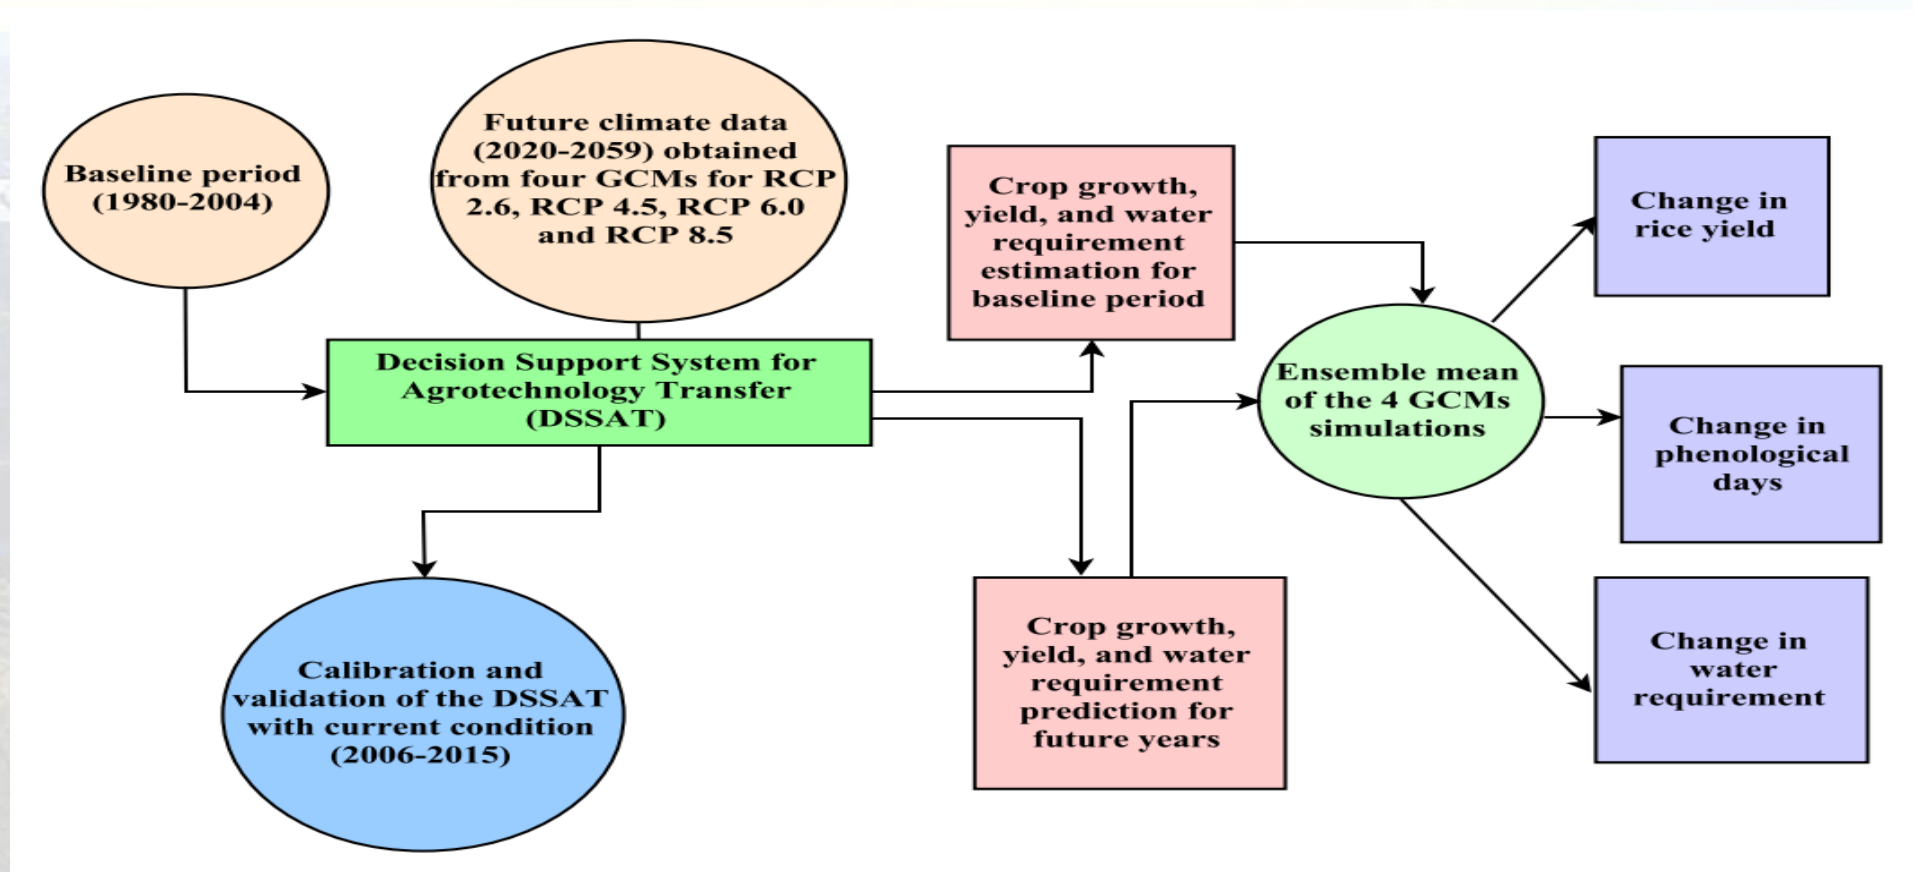 Baseline period
(1980-2004)
Future climate data
(2020-2059) obtained
from four GCMs for RCP
2.6, RCP 4.5, RCP 6.0
and RCP 8.5
Decision Support System for
Agrotechnology Transfer
(DSSAT)
Calibration and
validation of the DSSAT
with current condition
(2006-2015)
Crop growth,
yield, and water
requirement
estimation for
baseline period
Crop growth,
yield, and water
requirement
prediction for
future years
Ensemble mean
of the 4 GCMs
simulations
Change in
rice yield
Change in
phenological
days
Change in
water
requirement